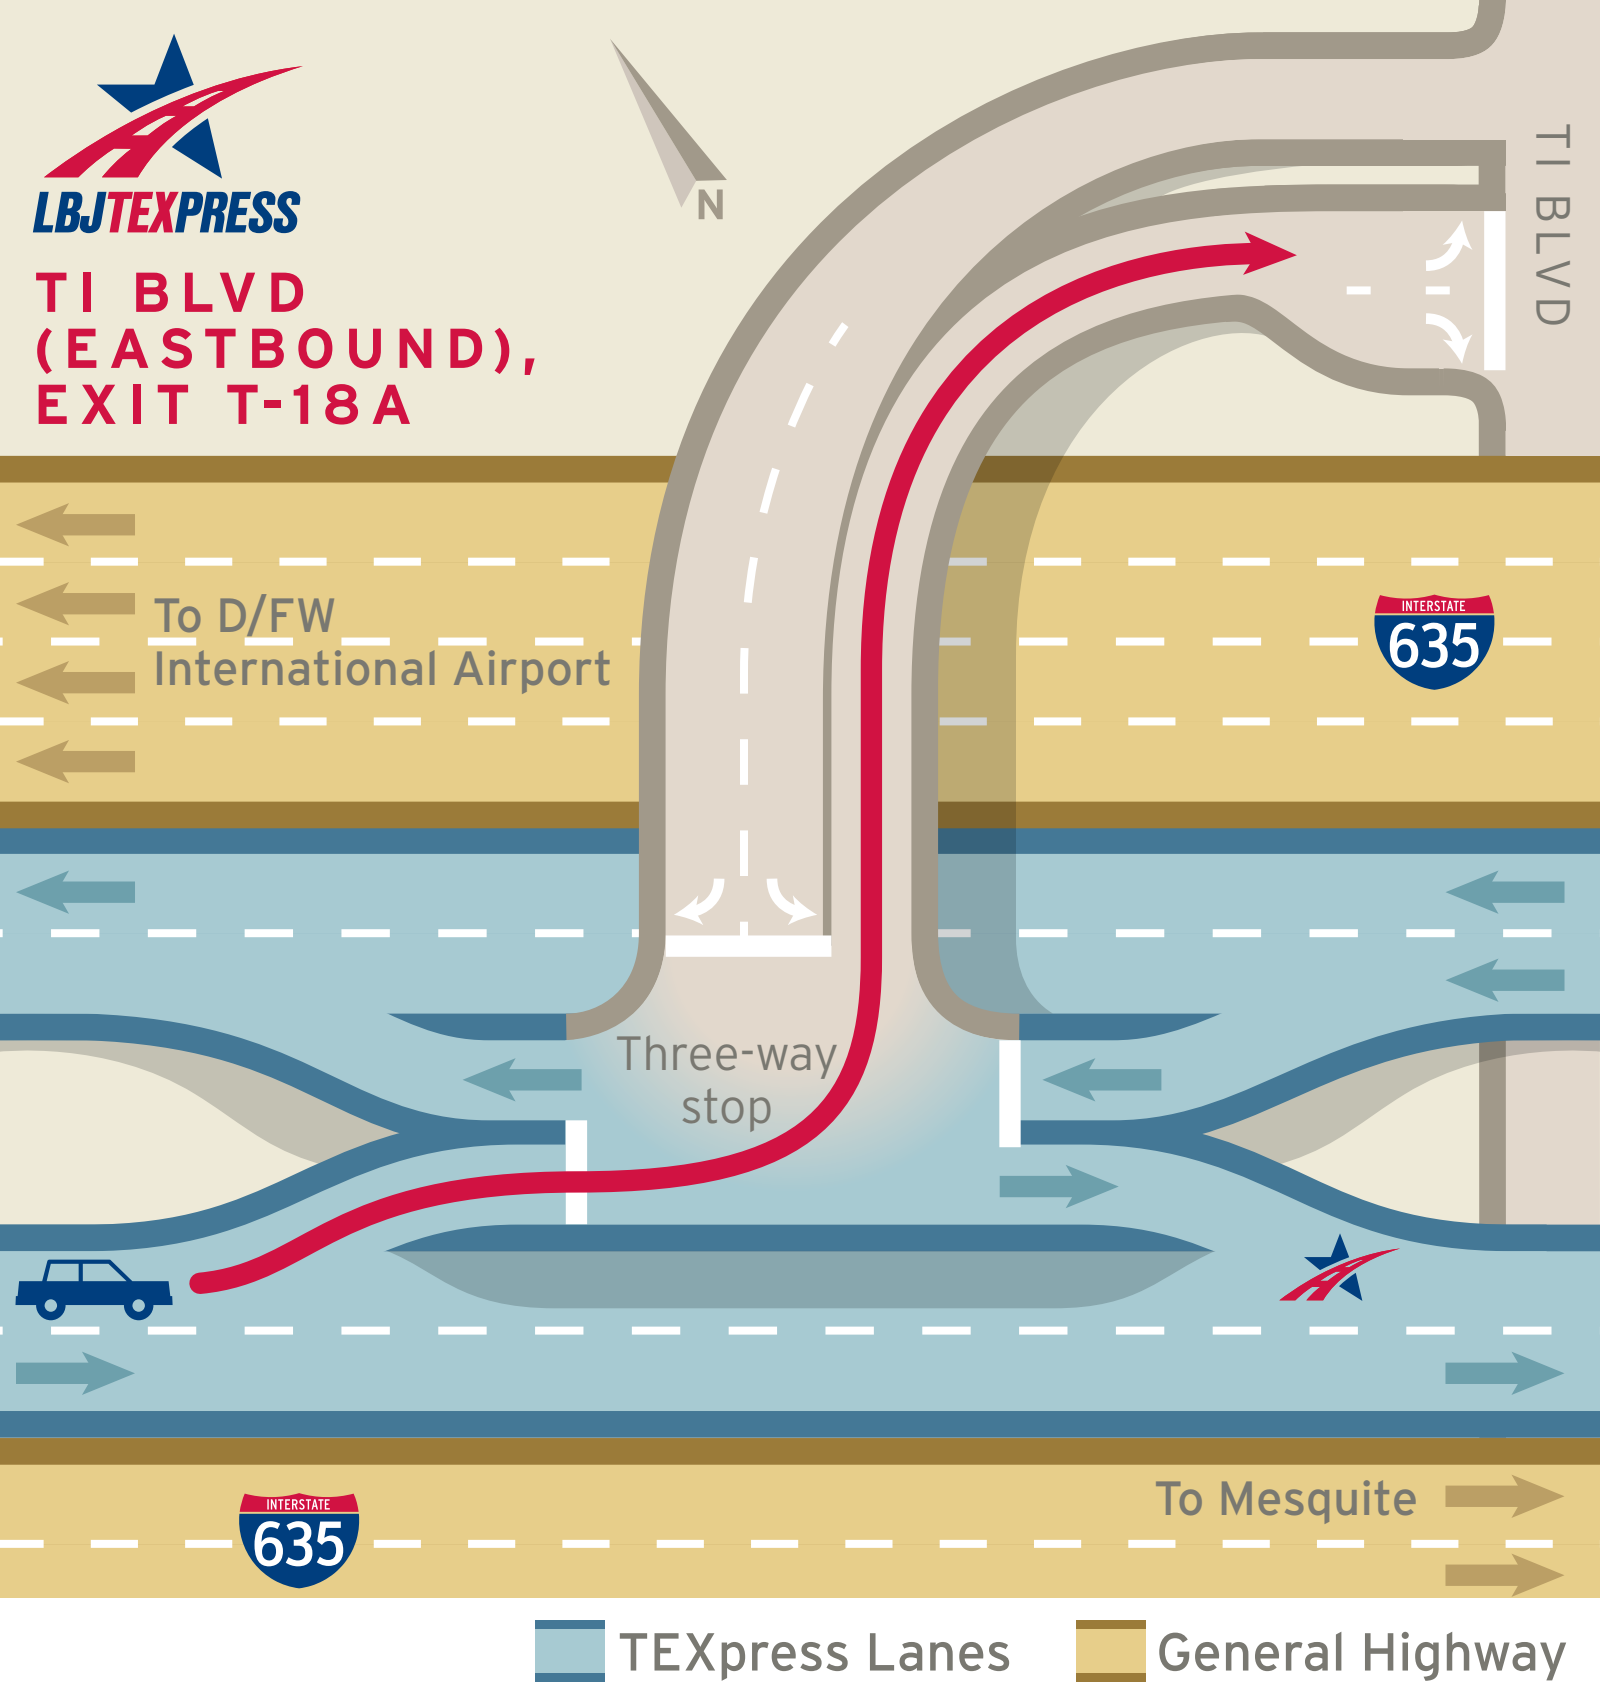 LBJTEXPRESS
TI BLVD
(EASTBOUND),
EXIT T-18A
N
TI BLVD
To D/FW
International Airport
INTERSTATE
635
Three-way
stop
To Mesquite
INTERSTATE
635
TEXpress Lanes
General Highway